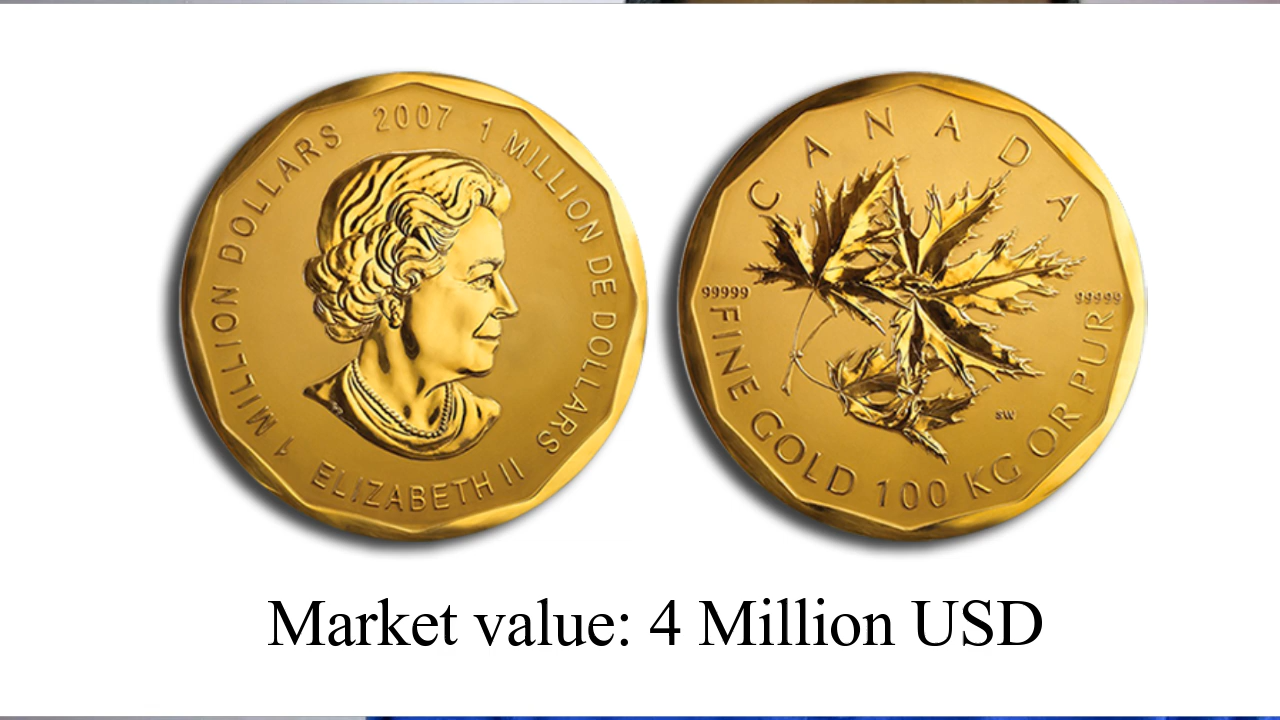 1 MILLION DOLLARS 2007 1 MILLION DE DOLLARS
ELIZABETH II
CANADA
99999 99999
FINE GOLD 100 KG OR PUR
SW
Market value: 4 Million USD